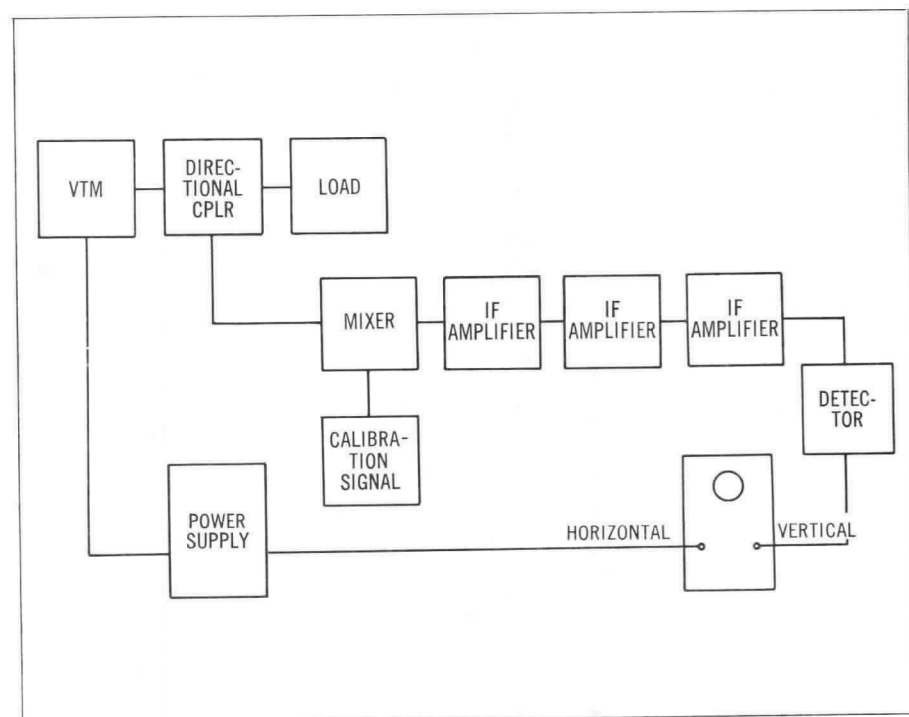 VTM
DIREC-
TIONAL
CPLR
LOAD
MIXER
IF
AMPLIFIER
IF
AMPLIFIER
IF
AMPLIFIER
DETEC-
TOR
CALIBRA-
TION
SIGNAL
POWER
SUPPLY
HORIZONTAL
VERTICAL